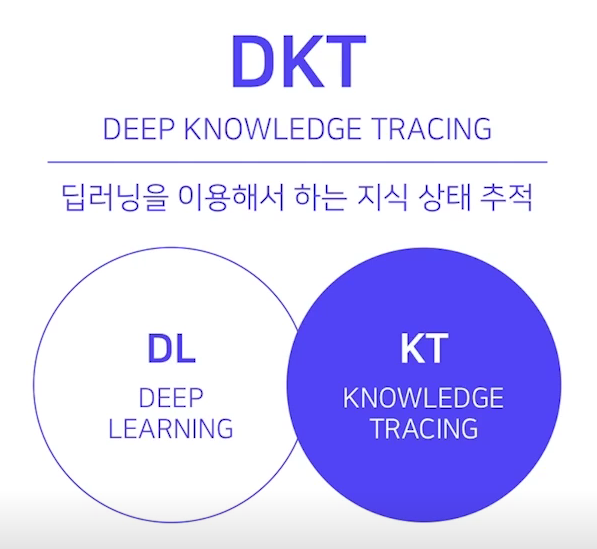 DKT
DEEP KNOWLEDGE TRACING
딥러닝을 이용해서 하는 지식 상태 추적
DL
DEEP
LEARNING
KT
KNOWLEDGE
TRACING